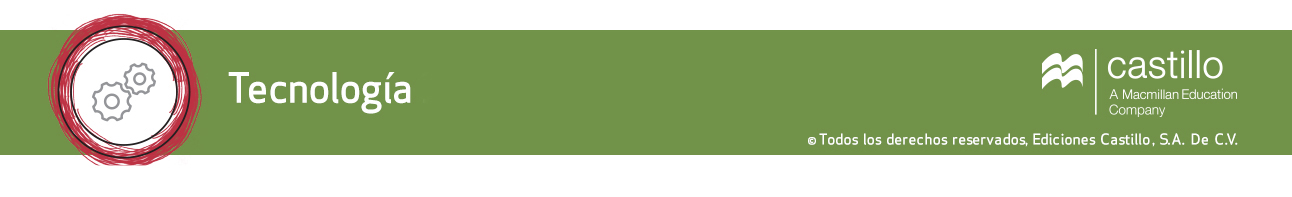 Tecnología
castillo
A Macmillan Education
Company
© Todos los derechos reservados, Ediciones Castillo, S.A. De C.V.